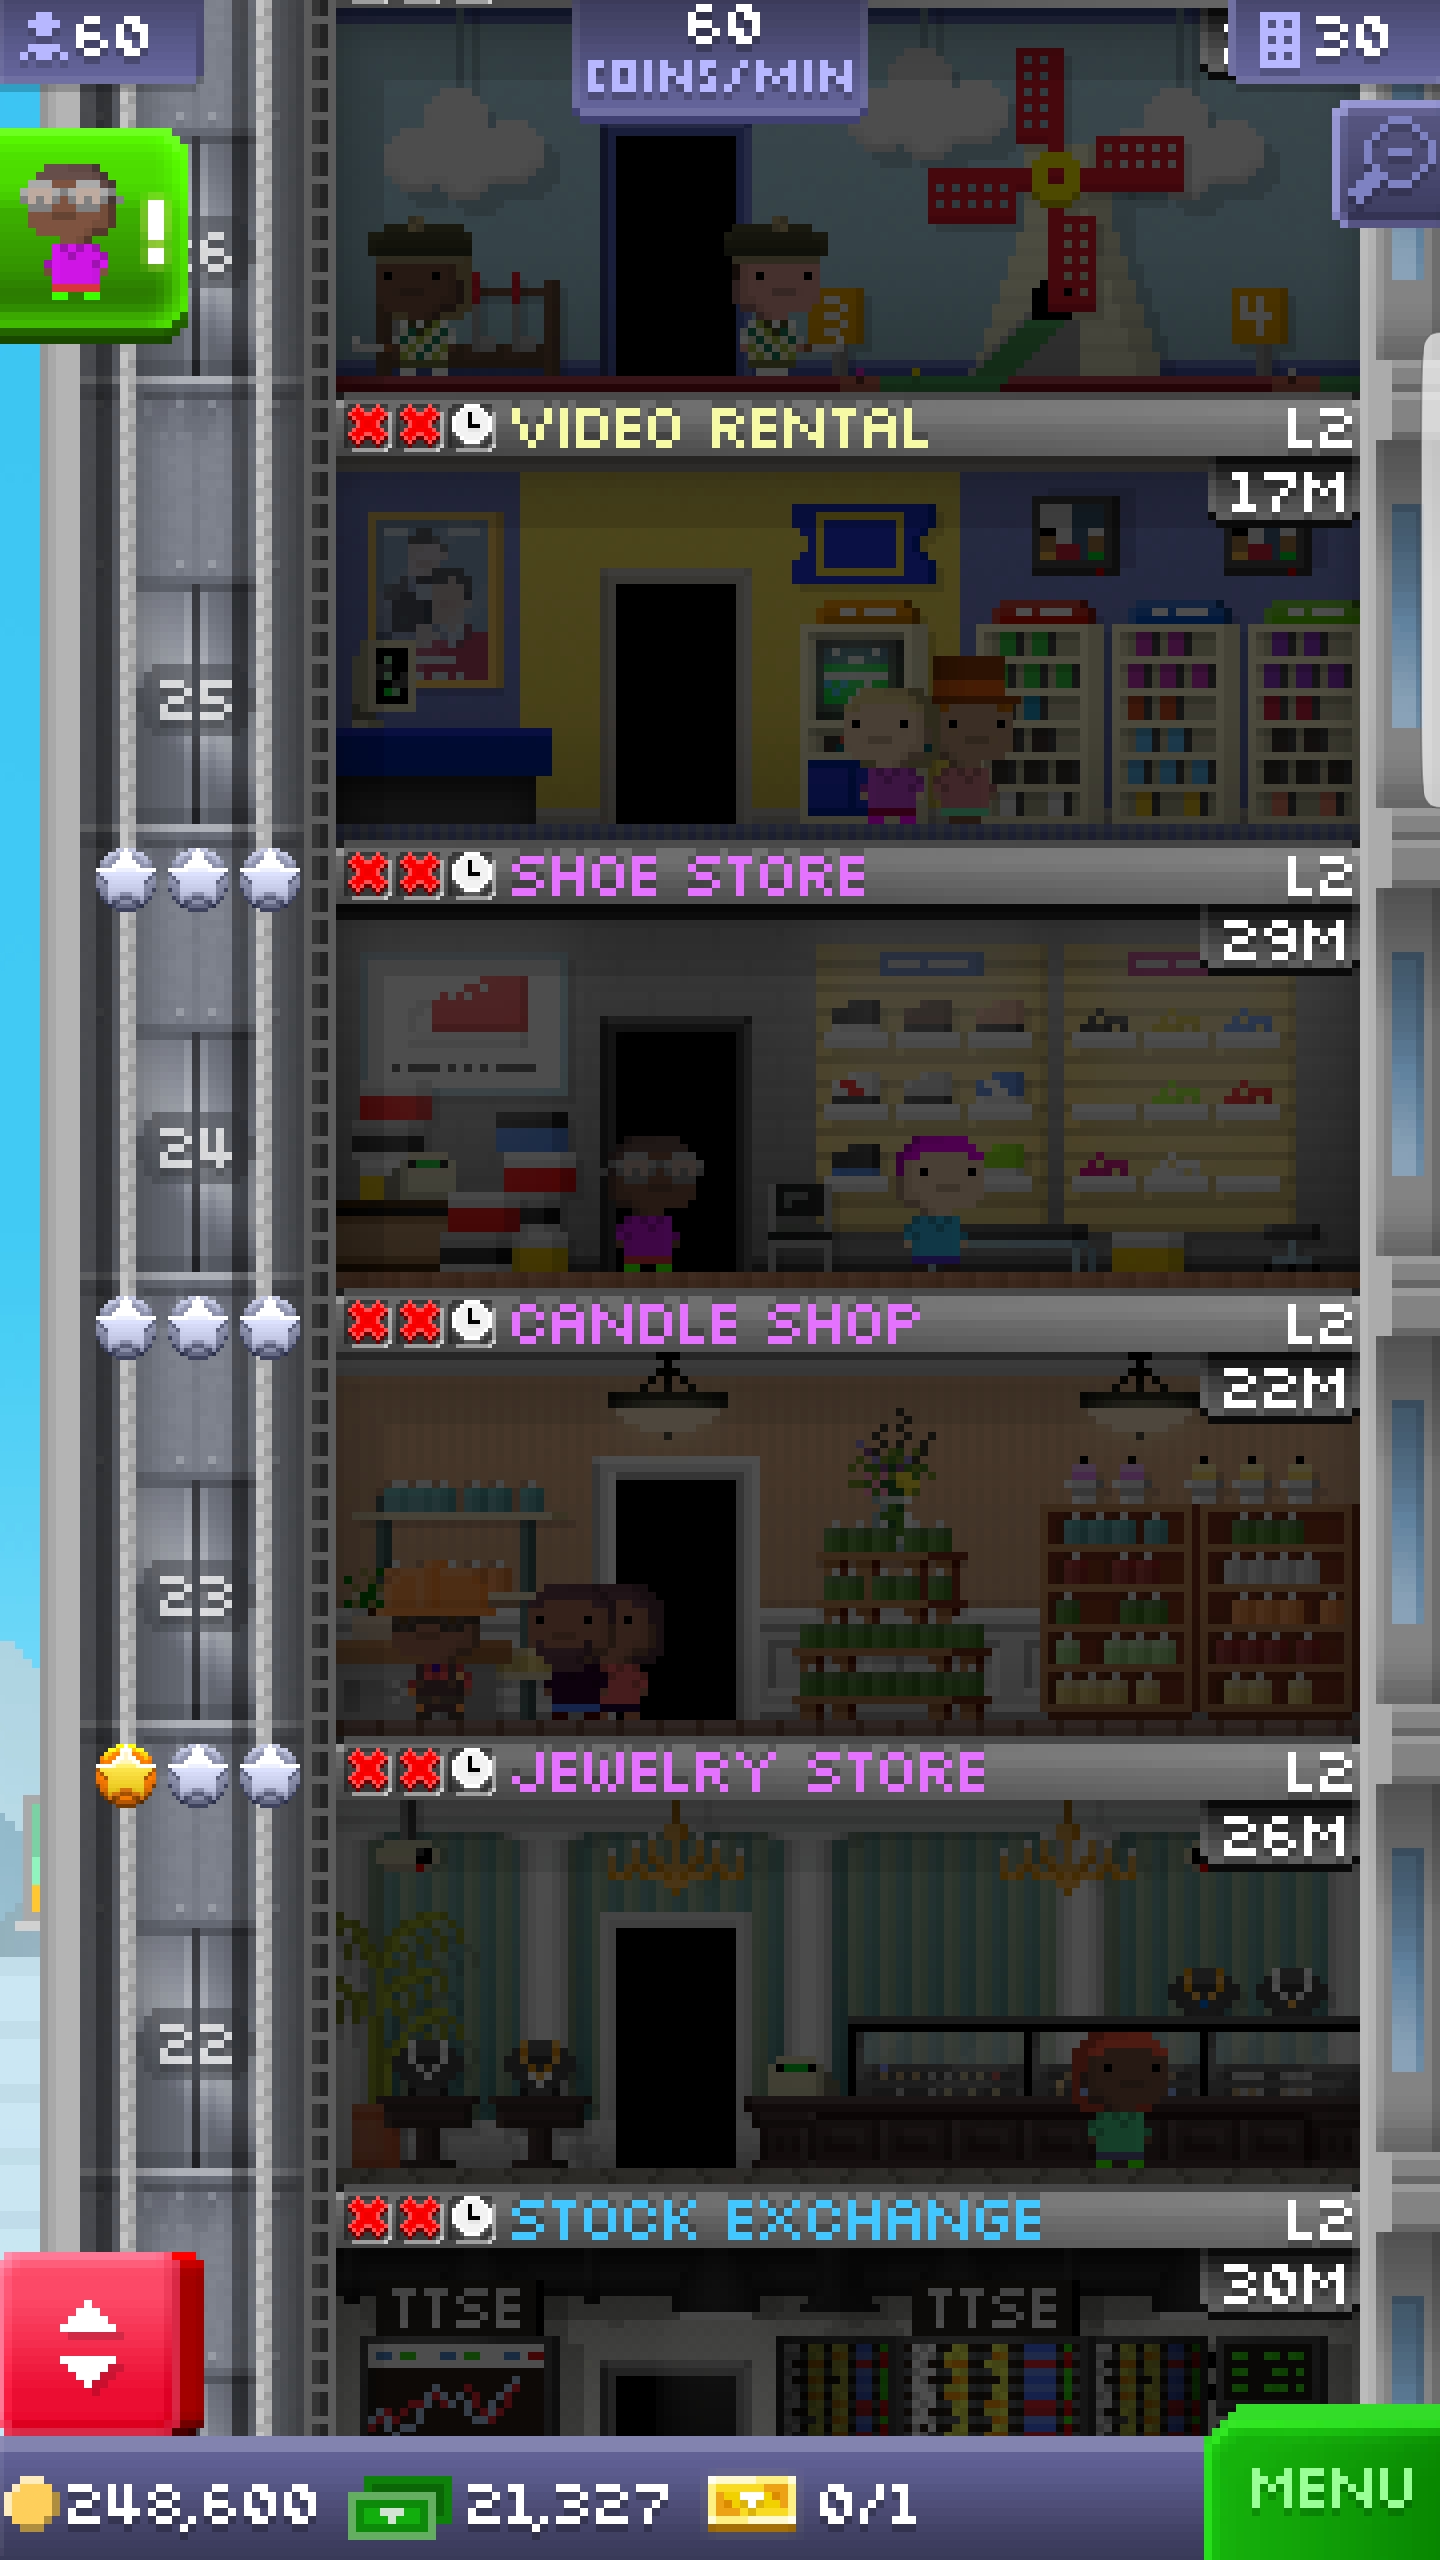 60
60
COINS/MIN
30
!
3
4
VIDEO RENTAL L2
17M
25
SHOE STORE L2
29M
24
CANDLE SHOP L2
22M
23
JEWELRY STORE L2
26M
22
STOCK EXCHANGE L2
30M
TTSE TTSE
248,600 21,327 0/1
MENU